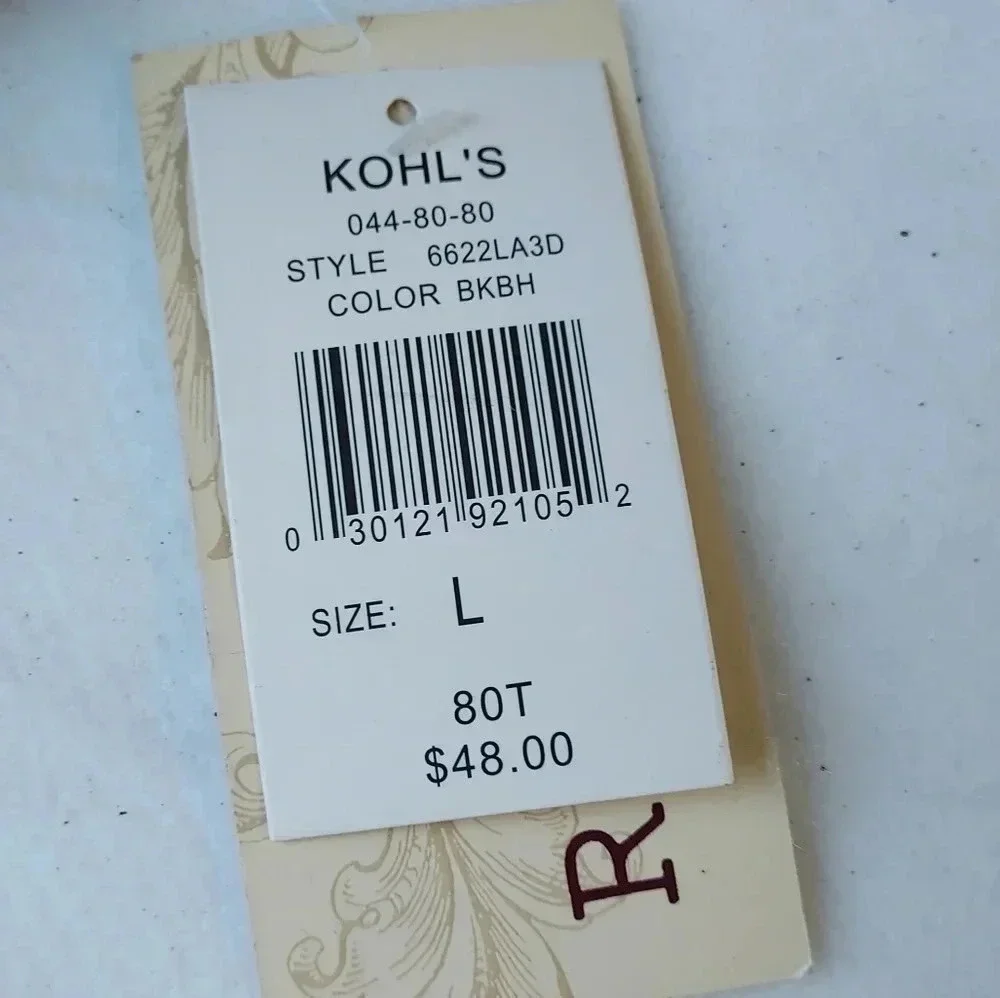 KOHL'S
044-80-80
STYLE 6622LA3D
COLOR BKBH
0 30121 92105 2
SIZE: L
80T
$48.00
R